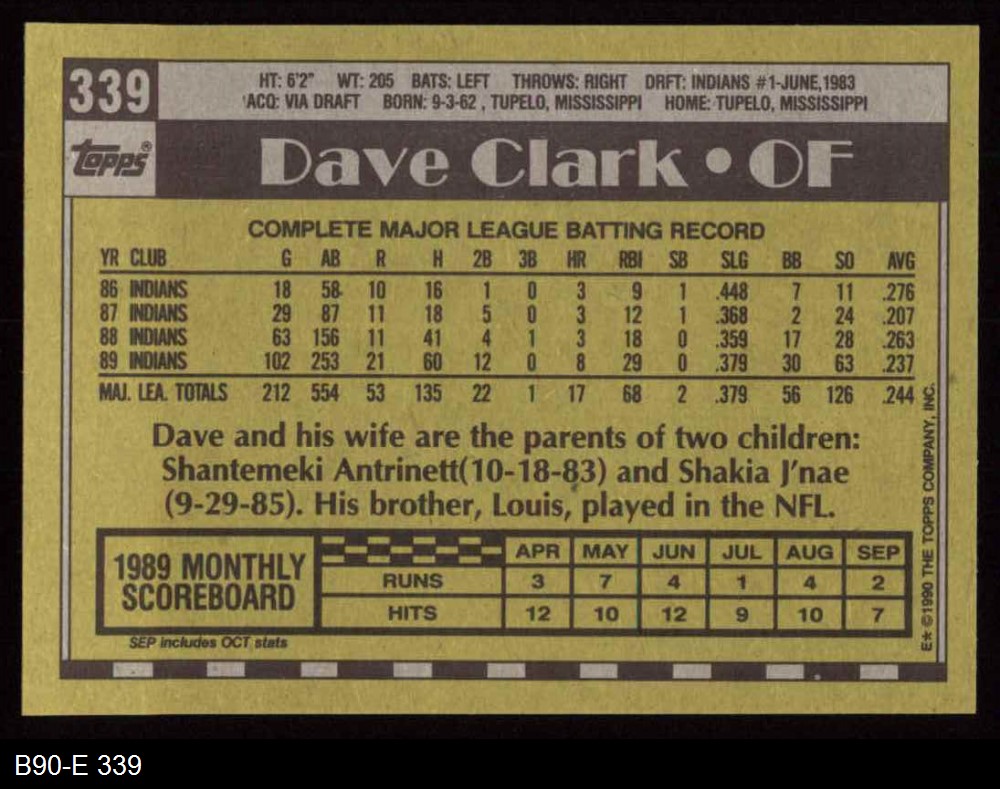 339
HT: 6'2" WT: 205 BATS: LEFT THROWS: RIGHT DRFT: INDIANS #1-JUNE,1983
ACQ: VIA DRAFT BORN: 9-3-62 , TUPELO, MISSISSIPPI HOME: TUPELO, MISSISSIPPI
Topps®
Dave Clark • OF
COMPLETE MAJOR LEAGUE BATTING RECORD
YR CLUB G AB R H 2B 3B HR RBI SB SLG BB SO AVG
86 INDIANS 18 58 10 16 1 0 3 9 1 .448 7 11 .276
87 INDIANS 29 87 11 18 5 0 3 12 1 .368 2 24 .207
88 INDIANS 63 156 11 41 4 1 3 18 0 .359 17 28 .263
89 INDIANS 102 253 21 60 12 0 8 29 0 .379 30 63 .237
MAJ. LEA. TOTALS 212 554 53 135 22 1 17 68 2 .379 56 126 .244
Dave and his wife are the parents of two children:
Shantemeki Antrinett(10-18-83) and Shakia J'nae
(9-29-85). His brother, Louis, played in the NFL.
1989 MONTHLY
SCOREBOARD
APR MAY JUN JUL AUG SEP
RUNS 3 7 4 1 4 2
HITS 12 10 12 9 10 7
SEP includes OCT stats
E* ©1990 THE TOPPS COMPANY, INC.
B90-E 339